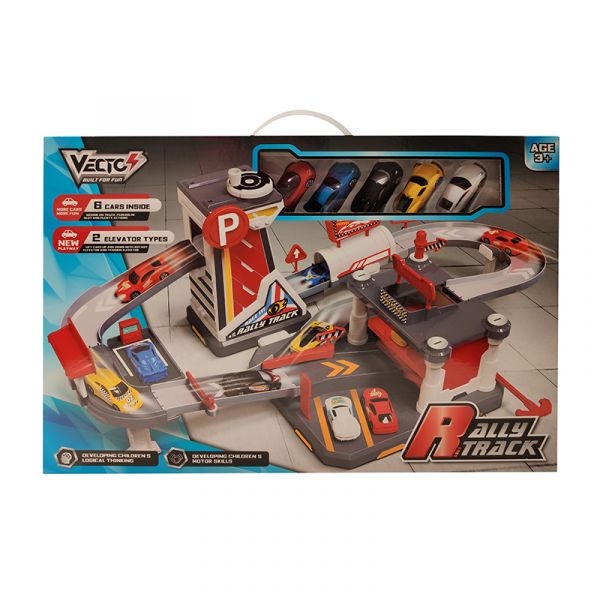 VECTO
BUILT FOR FUN
AGE
3+
MORE CARS
MORE FUN
6 CARS INSIDE
NEW
PLAYWAY
2 ELEVATOR TYPES
P
RALLY TRACK
DEVELOPING CHILDREN'S
LOGICAL THINKING
DEVELOPING CHILDREN'S
MOTOR SKILLS
RALLY
TRACK